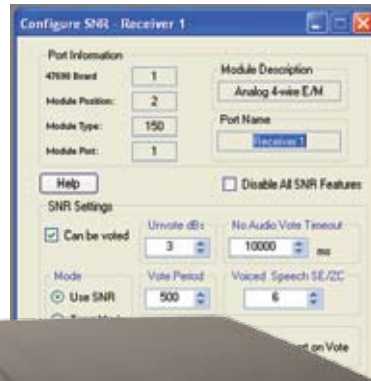 Configure SNR - Receiver 1
Port Information
47690 Board 1
Module Position: 2
Module Type: 150
Module Port: 1
Module Description
Analog 4-wire E/M
Port Name
Receiver 1
Help
Disable All SNR Features
SNR Settings
Can be voted
Unvote dBs
3
No Audio Vote Timeout
10000 ms
Mode
Use SNR
Vote Period
500
Voiced Speech SE/ZC
6
on Vote